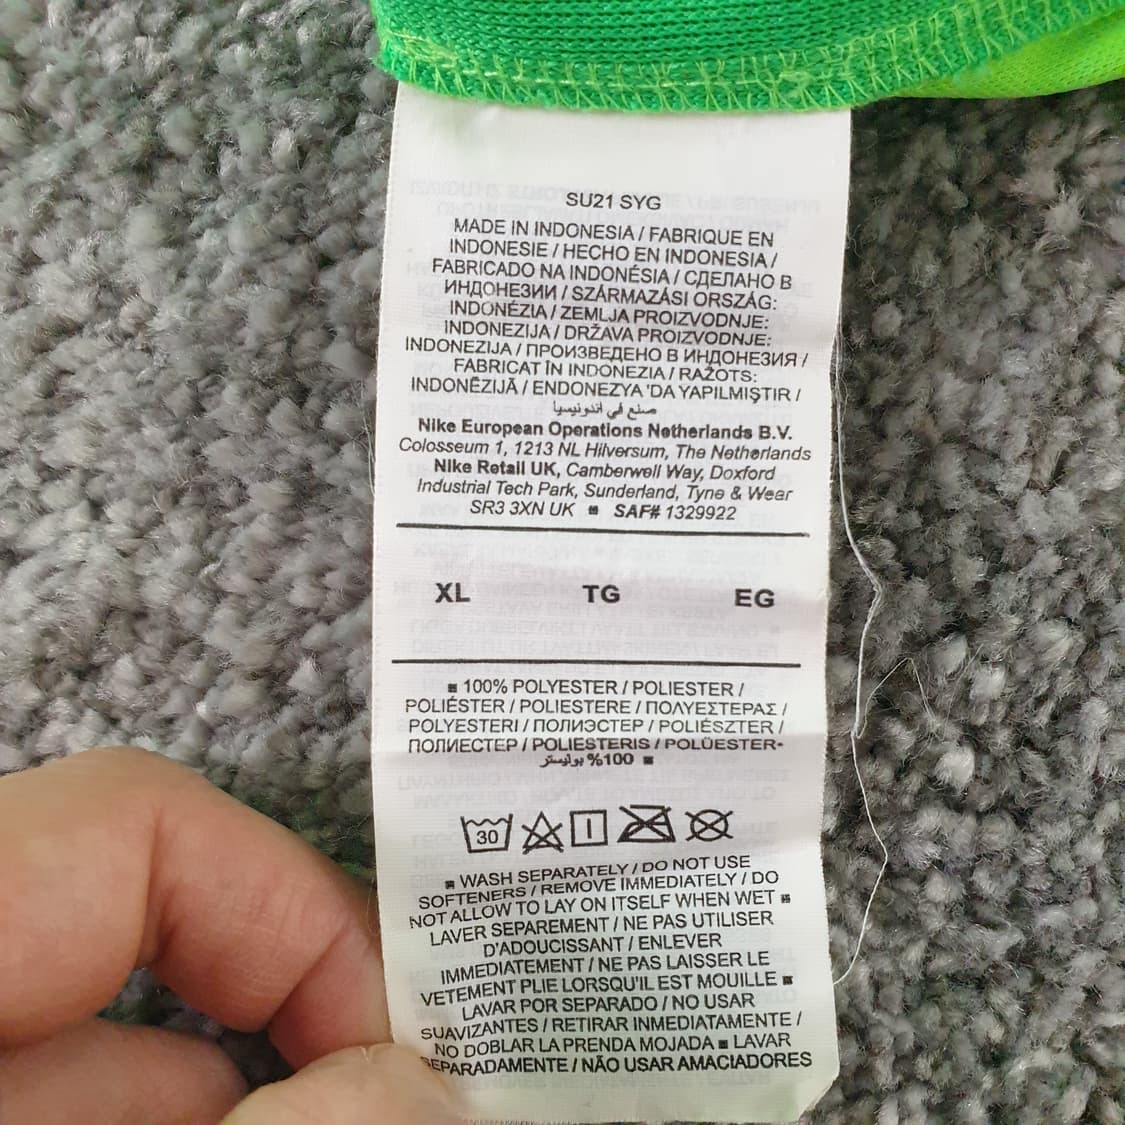 SU21 SYG
MADE IN INDONESIA / FABRIQUE EN
INDONESIE / HECHO EN INDONESIA /
FABRICADO NA INDONÉSIA / СДЕЛАНО В
ИНДОНЕЗИИ / SZÁRMAZÁSI ORSZÁG:
INDONÉZIA / ZEMLJA PROIZVODNJE:
INDONEZIJA / DRŽAVA PROIZVODNJE:
INDONEZIJA / ПРОИЗВЕДЕНО В ИНДОНЕЗИЯ /
FABRICAT ÎN INDONEZIA / RAŽOTS:
INDONĒZIJĀ / ENDONEZYA 'DA YAPILMIŞTIR /
صنع في أندونيسيا
Nike European Operations Netherlands B.V.
Colosseum 1, 1213 NL Hilversum, The Netherlands
Nike Retail UK, Camberwell Way, Doxford
Industrial Tech Park, Sunderland, Tyne & Wear
SR3 3XN UK ■ SAF# 1329922
XL TG EG
■ 100% POLYESTER / POLIESTER /
POLIÉSTER / POLIESTERE / ΠΟΛΥΕΣΤΕΡΑΣ /
POLYESTERI / ПОЛИЭСТЕР / POLIÉSZTER /
ПОЛИЕСТЕР / POLIESTERIS / POLÜESTER-
%100 بوليستر ■
30
■ WASH SEPARATELY / DO NOT USE
SOFTENERS / REMOVE IMMEDIATELY / DO
NOT ALLOW TO LAY ON ITSELF WHEN WET ■
LAVER SEPAREMENT / NE PAS UTILISER
D'ADOUCISSANT / ENLEVER
IMMEDIATEMENT / NE PAS LAISSER LE
VETEMENT PLIE LORSQU'IL EST MOUILLE ■
LAVAR POR SEPARADO / NO USAR
SUAVIZANTES / RETIRAR INMEDIATAMENTE /
NO DOBLAR LA PRENDA MOJADA ■ LAVAR
SEPARADAMENTE / NÃO USAR AMACIADORES